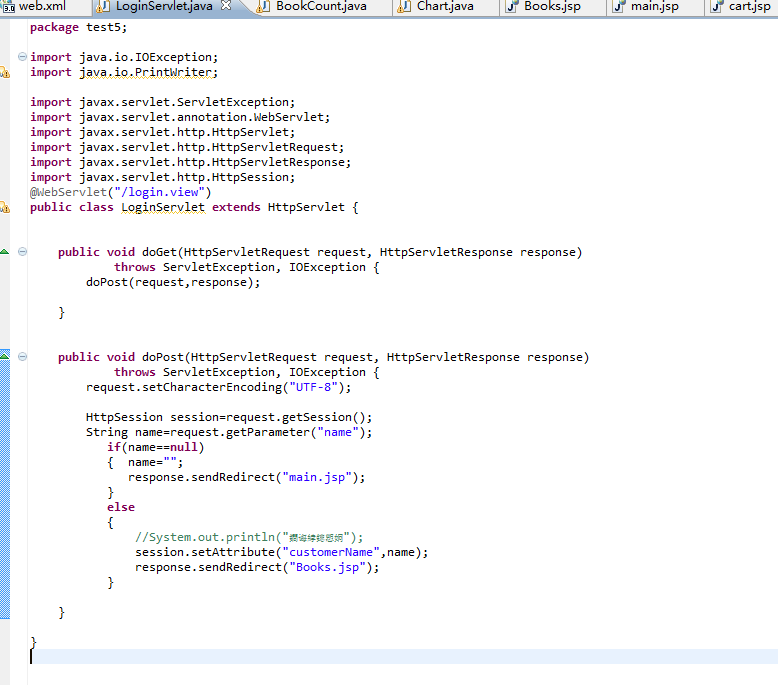 web.xml LoginServlet.java BookCount.java Chart.java Books.jsp main.jsp cart.jsp
package test5;
import java.io.IOException;
import java.io.PrintWriter;
import javax.servlet.ServletException;
import javax.servlet.annotation.WebServlet;
import javax.servlet.http.HttpServlet;
import javax.servlet.http.HttpServletRequest;
import javax.servlet.http.HttpServletResponse;
import javax.servlet.http.HttpSession;
@WebServlet("/login.view")
public class LoginServlet extends HttpServlet {
public void doGet(HttpServletRequest request, HttpServletResponse response)
throws ServletException, IOException {
doPost(request,response);
}
public void doPost(HttpServletRequest request, HttpServletResponse response)
throws ServletException, IOException {
request.setCharacterEncoding("UTF-8");
HttpSession session=request.getSession();
String name=request.getParameter("name");
if(name==null)
{ name="";
response.sendRedirect("main.jsp");
}
else
{
//System.out.println("");
session.setAttribute("customerName",name);
response.sendRedirect("Books.jsp");
}
}
}